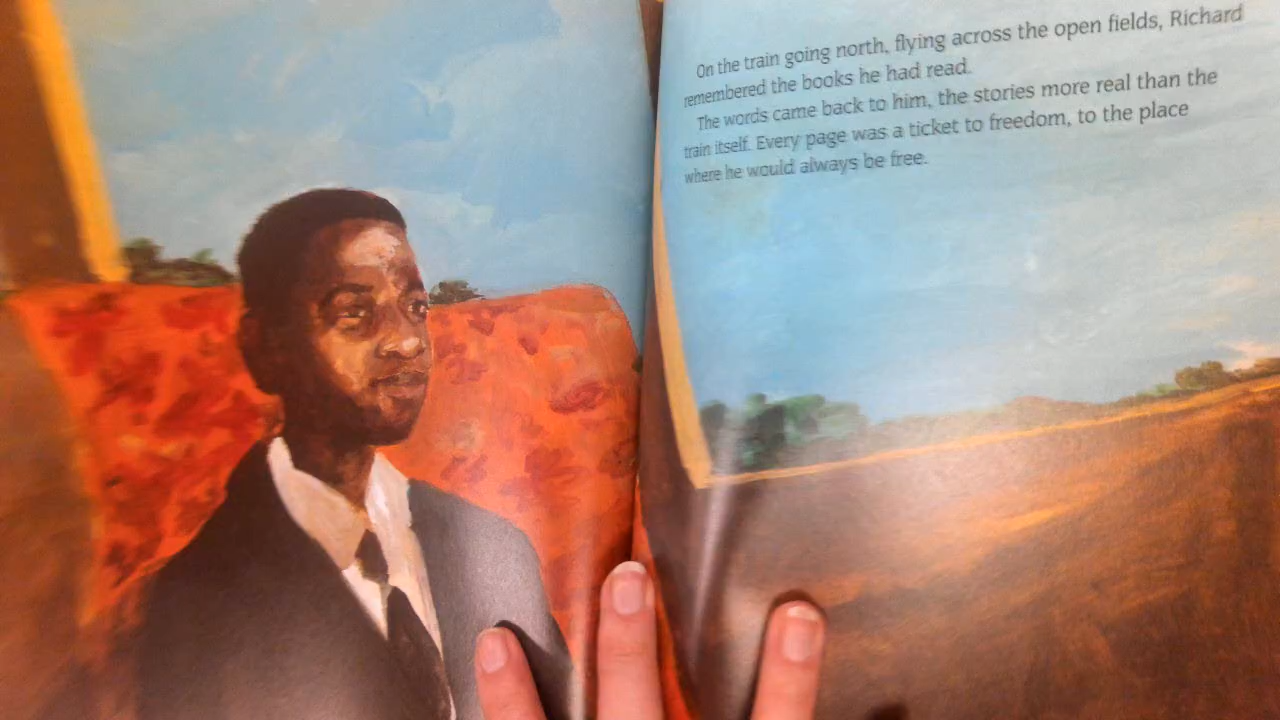 On the train going north, flying across the open fields, Richard
remembered the books he had read.
The words came back to him, the stories more real than the
train itself. Every page was a ticket to freedom, to the place
where he would always be free.